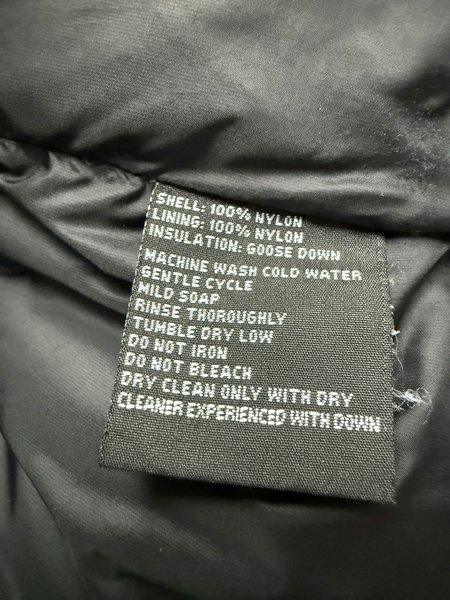 SHELL: 100% NYLON
LINING: 100% NYLON
INSULATION: GOOSE DOWN
MACHINE WASH COLD WATER
GENTLE CYCLE
MILD SOAP
RINSE THOROUGHLY
TUMBLE DRY LOW
DO NOT IRON
DO NOT BLEACH
DRY CLEAN ONLY WITH DRY
CLEANER EXPERIENCED WITH DOWN